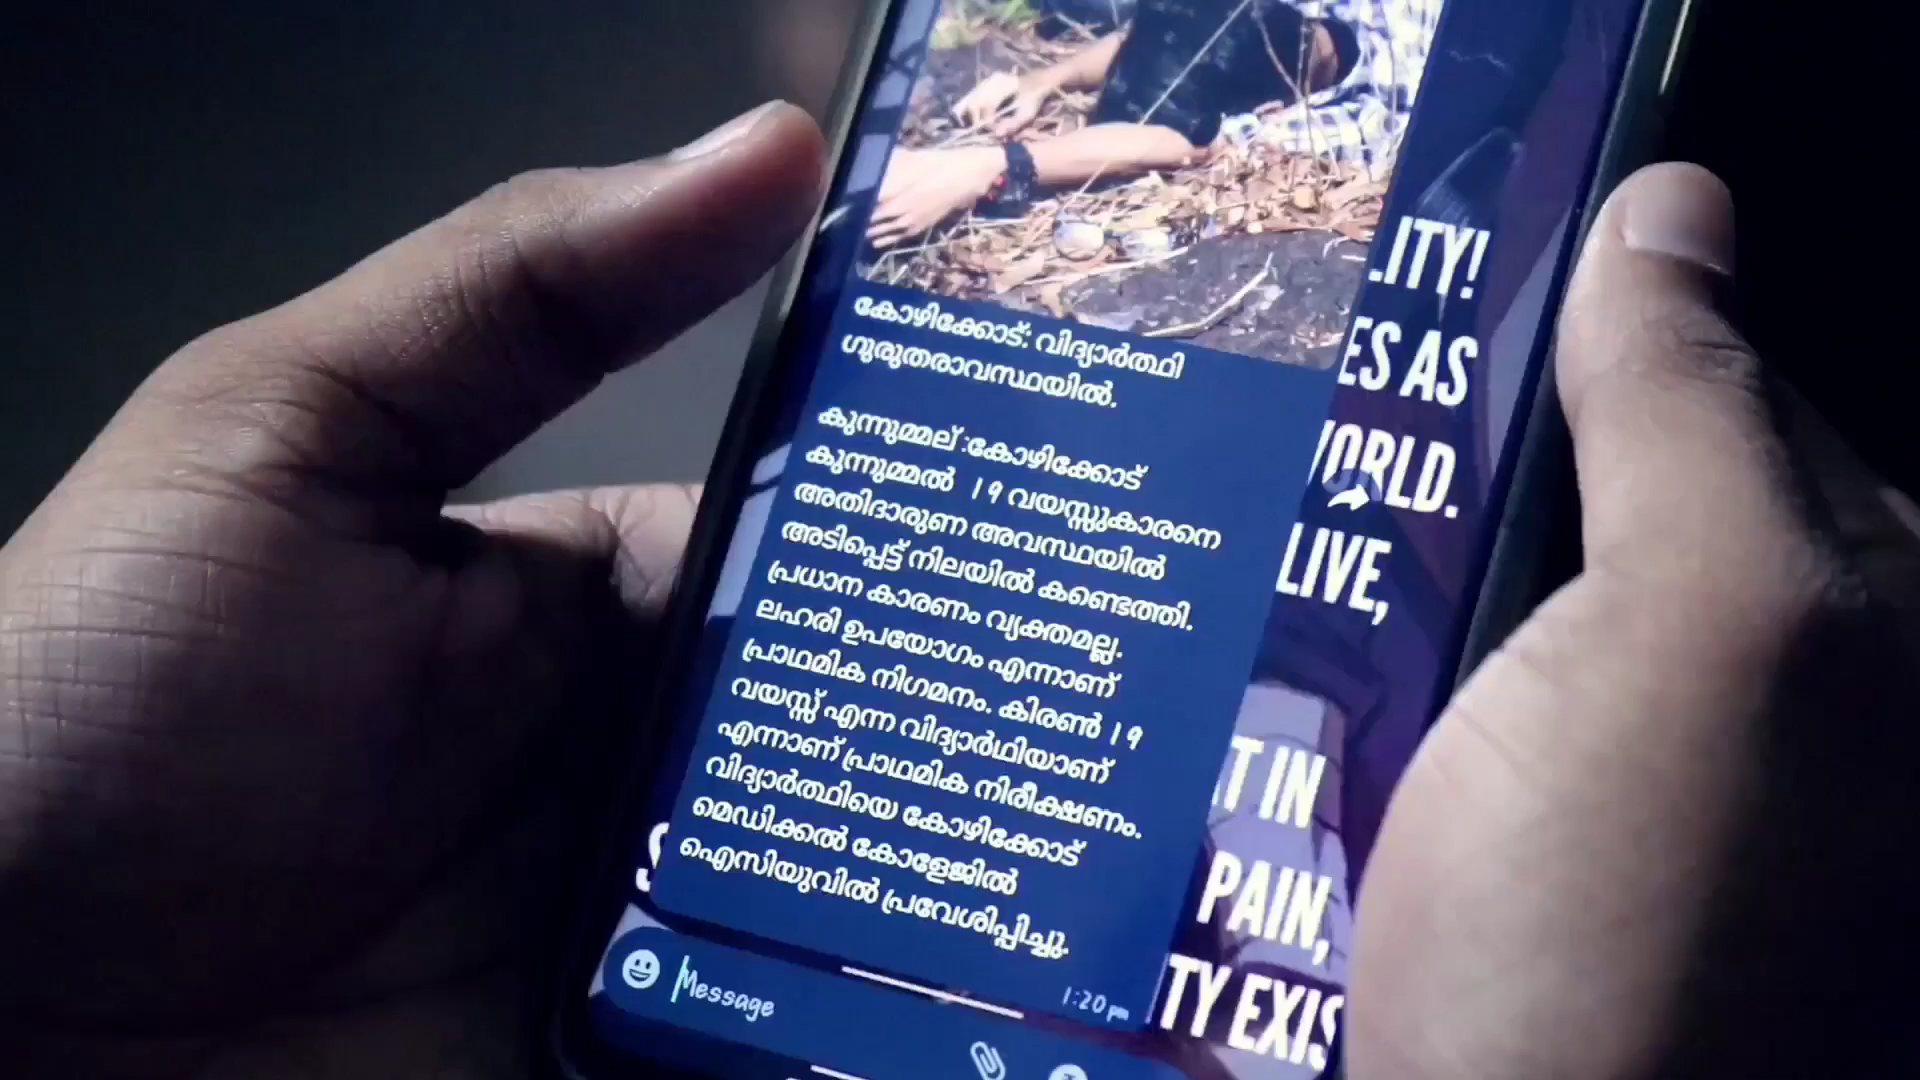 കോഴിക്കോട്: വിദ്യാർത്ഥി
ഗുരുതരാവസ്ഥയിൽ.
കുന്നുമ്മല് :കോഴിക്കോട്
കുന്നുമ്മൽ 19 വയസ്സുകാരനെ
അതിദാരുണ അവസ്ഥയിൽ
അടിപ്പെട്ട് നിലയിൽ കണ്ടെത്തി.
പ്രധാന കാരണം വ്യക്തമല്ല.
ലഹരി ഉപയോഗം എന്നാണ്
പ്രാഥമിക നിഗമനം. കിരൺ 19
വയസ്സ് എന്ന വിദ്യാർഥിയാണ്
എന്നാണ് പ്രാഥമിക നിരീക്ഷണം.
വിദ്യാർത്ഥിയെ കോഴിക്കോട്
മെഡിക്കൽ കോളേജിൽ
ഐസിയുവിൽ പ്രവേശിപ്പിച്ചു.
1:20 pm
Message
LITY!
ES AS
WORLD.
LIVE,
T IN
PAIN,
TY EXIS